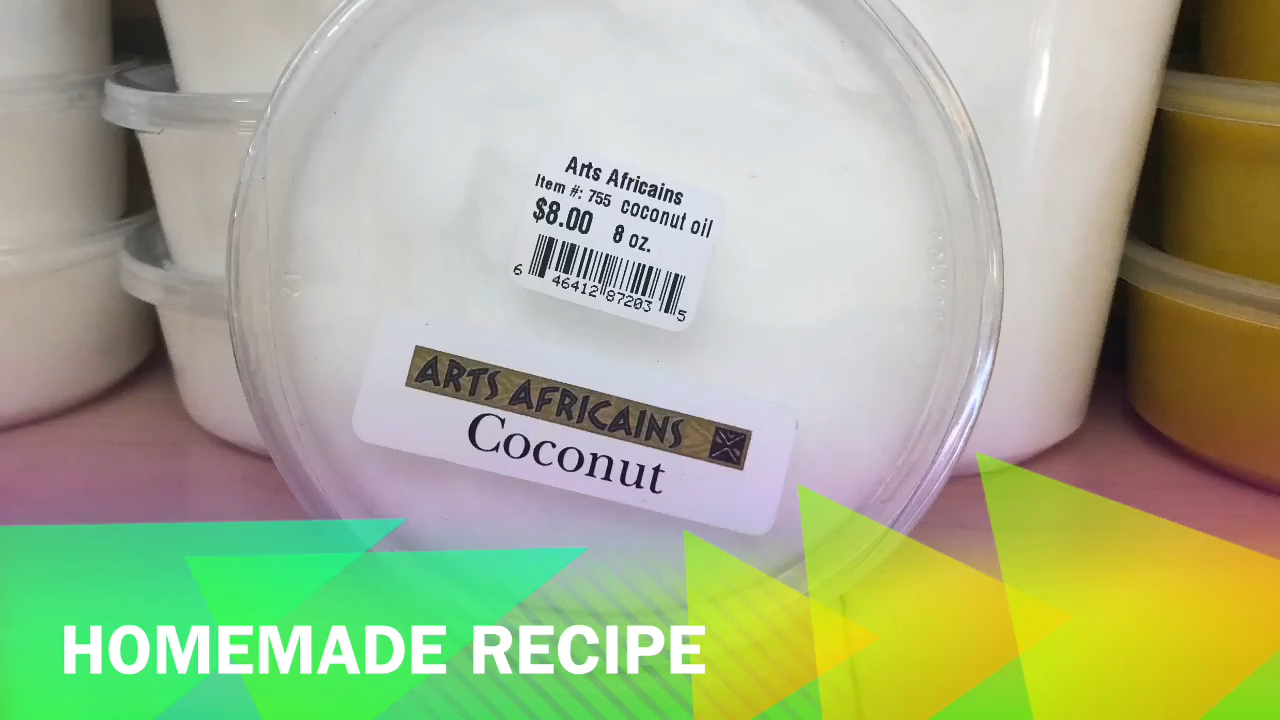 Arts Africains
Item #: 755 coconut oil
$8.00 8 oz.
6 46412 87203 5
ARTS AFRICAINS
Coconut
HOMEMADE RECIPE